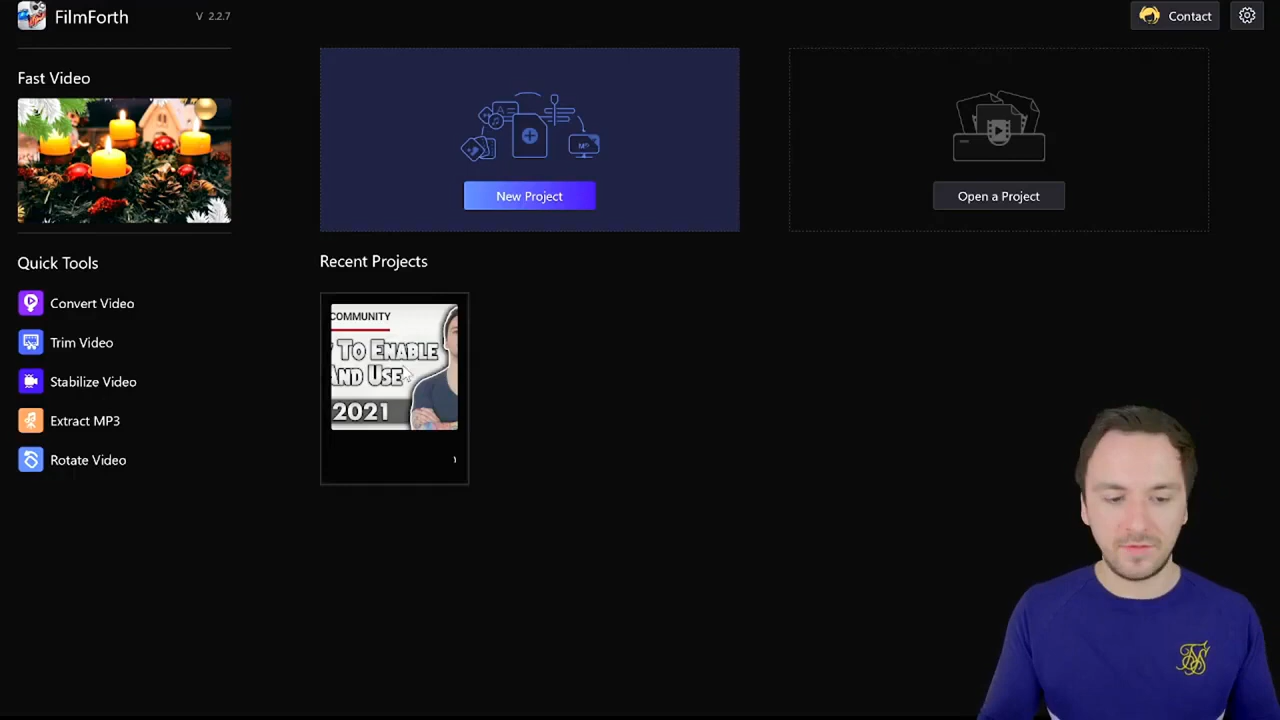 FilmForth
V 2.2.7
Contact
Fast Video
New Project
Open a Project
Quick Tools
Convert Video
Trim Video
Stabilize Video
Extract MP3
Rotate Video
Recent Projects
COMMUNITY
To Enable
And Use
2021